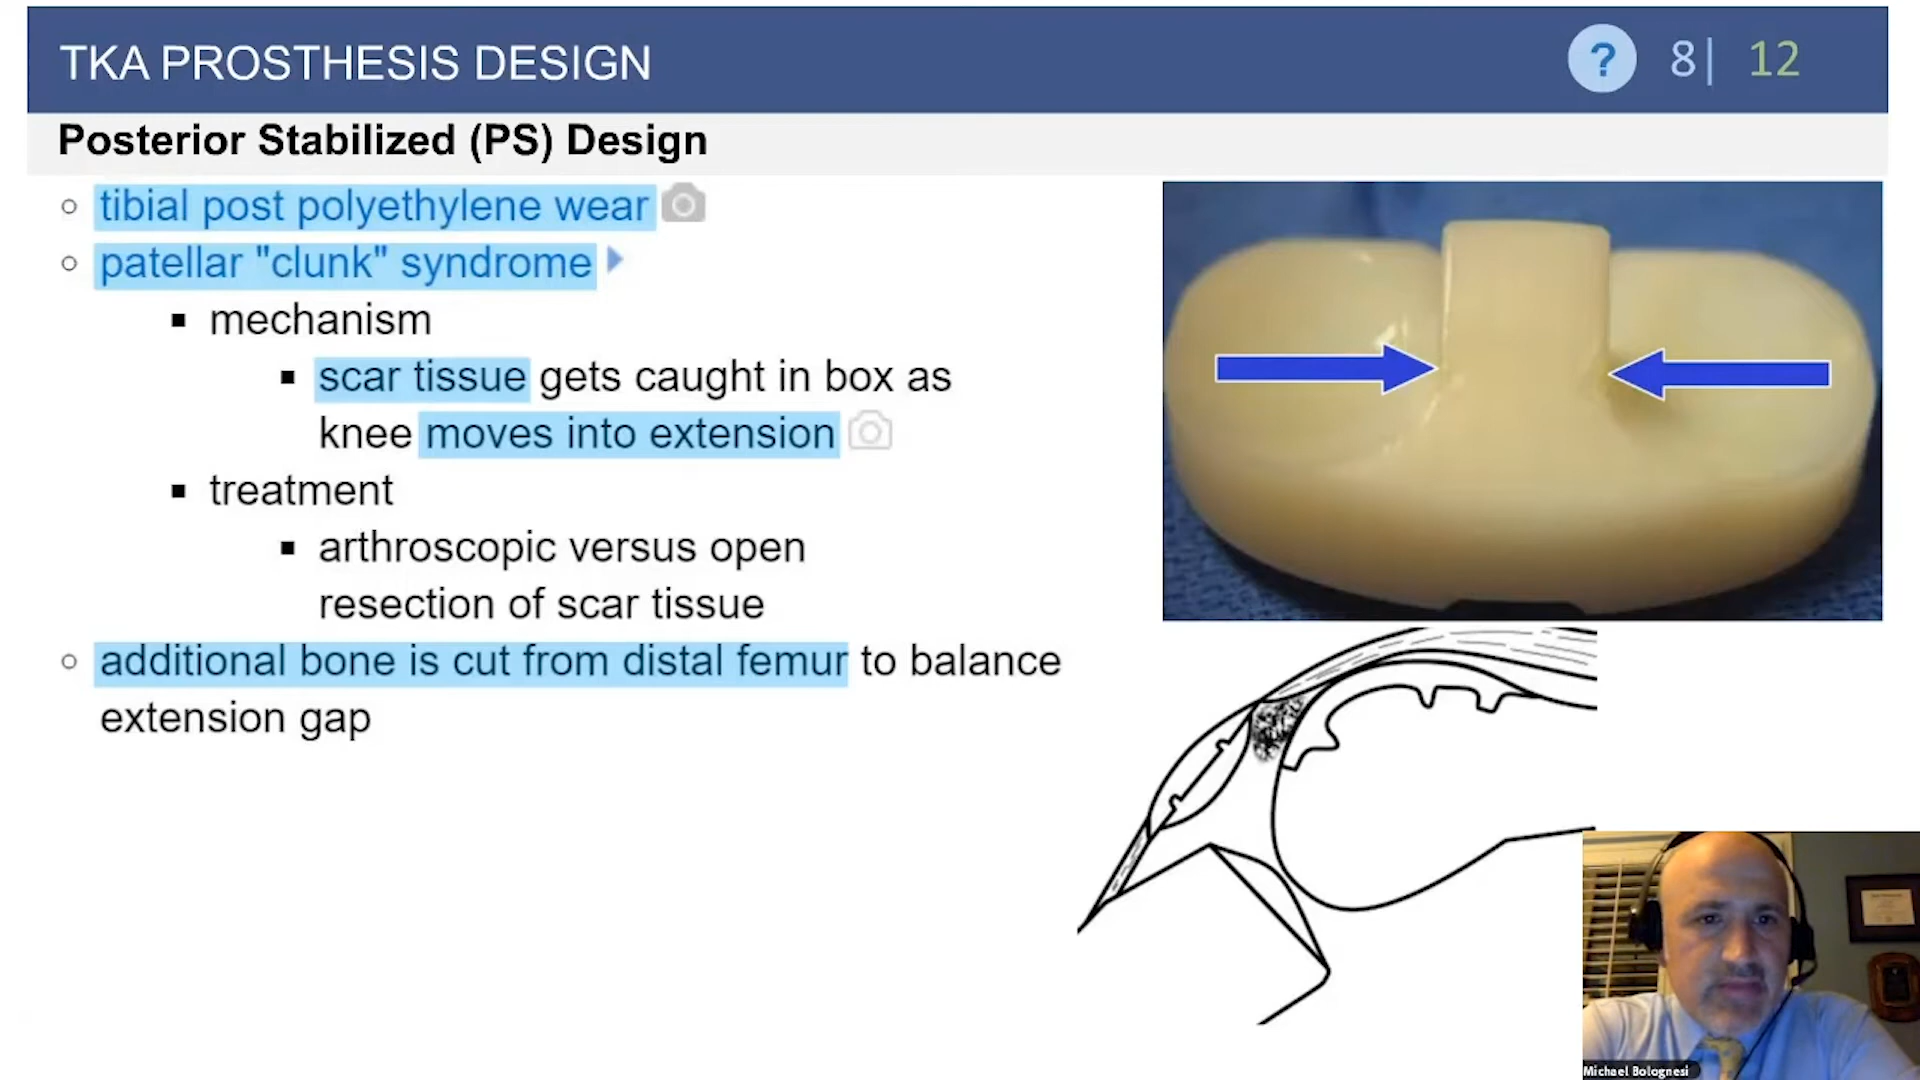 TKA PROSTHESIS DESIGN
? 8| 12
Posterior Stabilized (PS) Design
tibial post polyethylene wear
patellar "clunk" syndrome
mechanism
scar tissue gets caught in box as
knee moves into extension
treatment
arthroscopic versus open
resection of scar tissue
additional bone is cut from distal femur to balance
extension gap
Michael Bolognesi